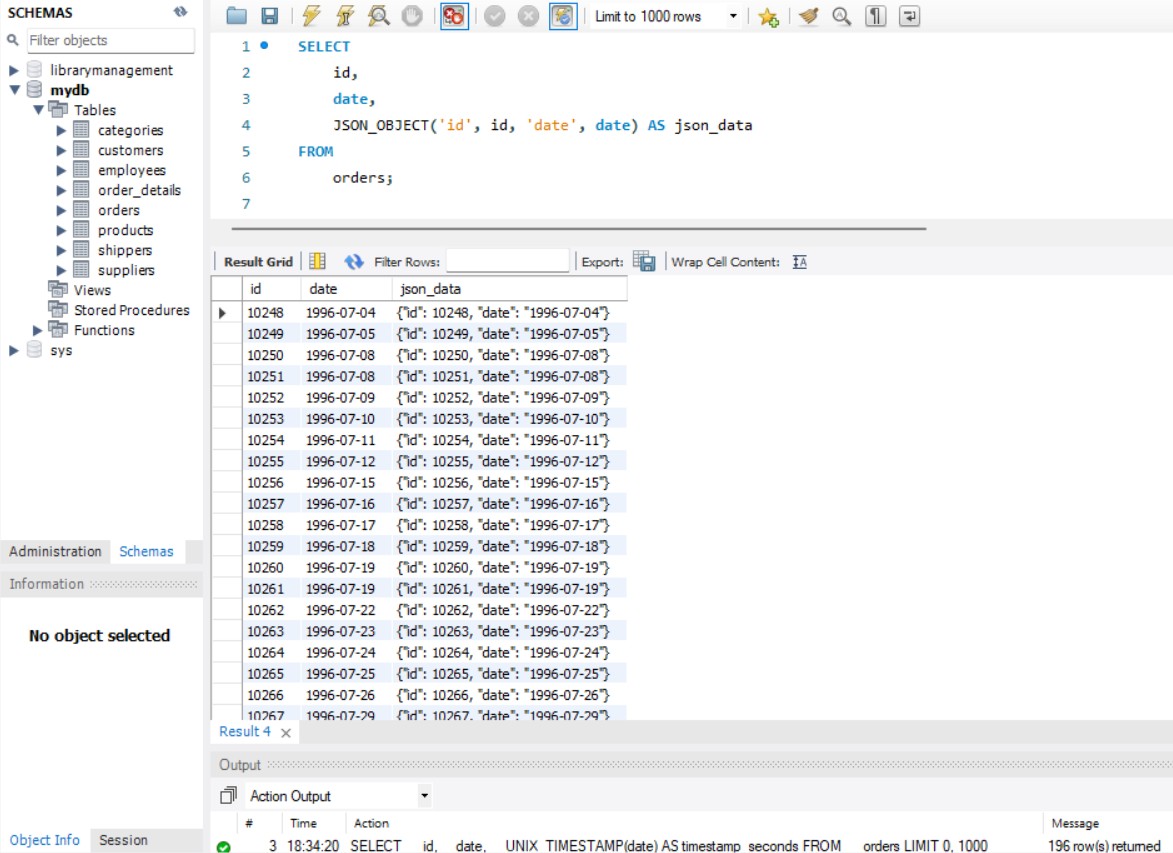 SCHEMAS
Filter objects
librarymanagement
mydb
Tables
categories
customers
employees
order_details
orders
products
shippers
suppliers
Views
Stored Procedures
Functions
sys
Administration Schemas
Information
No object selected
Object Info Session
Limit to 1000 rows
1 SELECT
2 id,
3 date,
4 JSON_OBJECT('id', id, 'date', date) AS json_data
5 FROM
6 orders;
7
Result Grid Filter Rows: Export: Wrap Cell Content:
id date json_data
10248 1996-07-04 {"id": 10248, "date": "1996-07-04"}
10249 1996-07-05 {"id": 10249, "date": "1996-07-05"}
10250 1996-07-08 {"id": 10250, "date": "1996-07-08"}
10251 1996-07-08 {"id": 10251, "date": "1996-07-08"}
10252 1996-07-09 {"id": 10252, "date": "1996-07-09"}
10253 1996-07-10 {"id": 10253, "date": "1996-07-10"}
10254 1996-07-11 {"id": 10254, "date": "1996-07-11"}
10255 1996-07-12 {"id": 10255, "date": "1996-07-12"}
10256 1996-07-15 {"id": 10256, "date": "1996-07-15"}
10257 1996-07-16 {"id": 10257, "date": "1996-07-16"}
10258 1996-07-17 {"id": 10258, "date": "1996-07-17"}
10259 1996-07-18 {"id": 10259, "date": "1996-07-18"}
10260 1996-07-19 {"id": 10260, "date": "1996-07-19"}
10261 1996-07-19 {"id": 10261, "date": "1996-07-19"}
10262 1996-07-22 {"id": 10262, "date": "1996-07-22"}
10263 1996-07-23 {"id": 10263, "date": "1996-07-23"}
10264 1996-07-24 {"id": 10264, "date": "1996-07-24"}
10265 1996-07-25 {"id": 10265, "date": "1996-07-25"}
10266 1996-07-26 {"id": 10266, "date": "1996-07-26"}
10267 1996-07-29 {"id": 10267, "date": "1996-07-29"}
Result 4
Output
Action Output
# Time Action Message
3 18:34:20 SELECT id, date, UNIX_TIMESTAMP(date) AS timestamp_seconds FROM orders LIMIT 0, 1000 196 row(s) returned